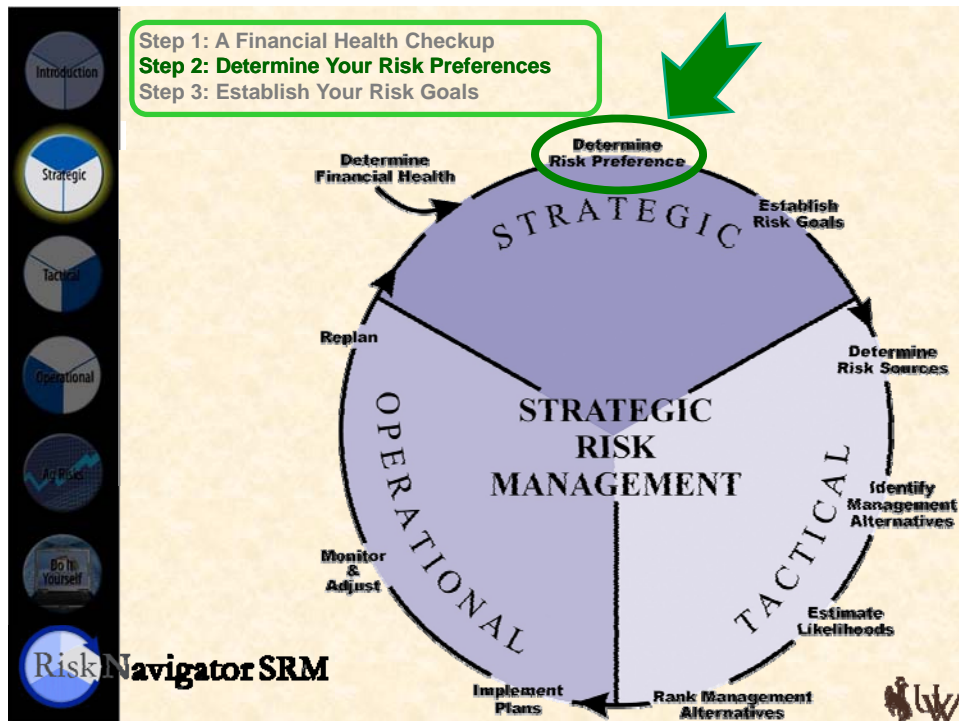 Step 1: A Financial Health Checkup
Step 2: Determine Your Risk Preferences
Step 3: Establish Your Risk Goals
Introduction
Strategic
Tactical
Operational
Ag Risks
Do It
Yourself
Determine
Financial Health
Determine
Risk Preference
Establish
Risk Goals
STRATEGIC
Replan
Determine
Risk Sources
STRATEGIC
RISK
MANAGEMENT
OPERATIONAL
TACTICAL
Identify
Management
Alternatives
Monitor
&
Adjust
Estimate
Likelihoods
Implement
Plans
Rank Management
Alternatives
Risk Navigator SRM
UW